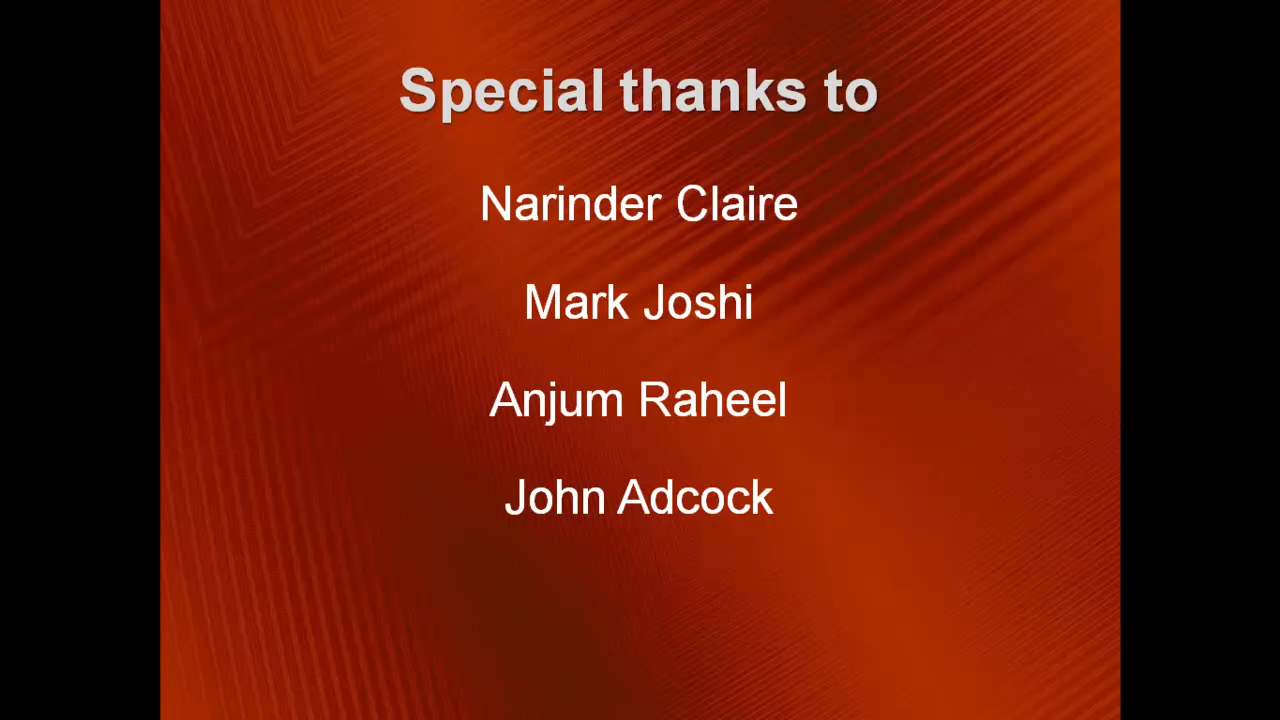 Special thanks to
Narinder Claire
Mark Joshi
Anjum Raheel
John Adcock